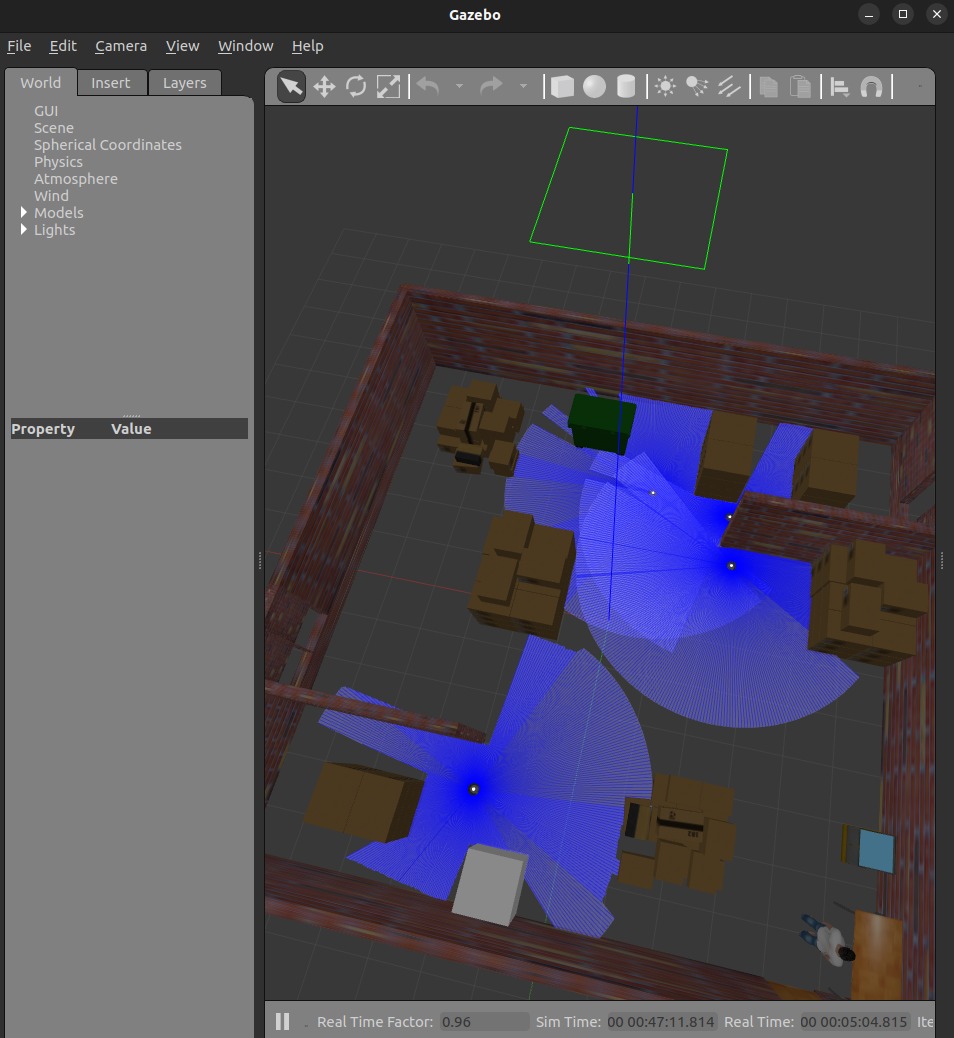 Gazebo
File Edit Camera View Window Help
World Insert Layers
GUI
Scene
Spherical Coordinates
Physics
Atmosphere
Wind
Models
Lights
Property Value
Real Time Factor: 0.96 Sim Time: 00 00:47:11.814 Real Time: 00 00:05:04.815 Ite